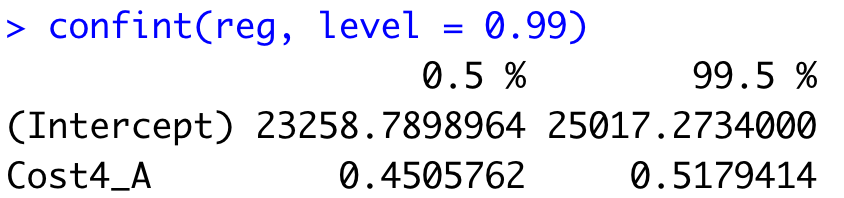 > confint(reg, level = 0.99)
0.5 % 99.5 %
(Intercept) 23258.7898964 25017.2734000
Cost4_A 0.4505762 0.5179414